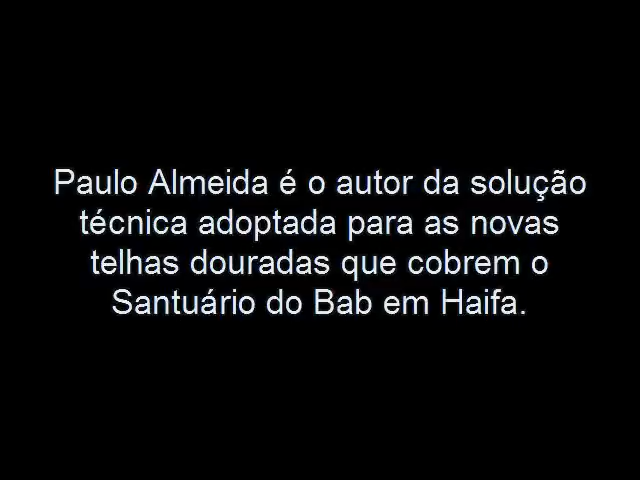 Paulo Almeida é o autor da solução
técnica adoptada para as novas
telhas douradas que cobrem o
Santuário do Bab em Haifa.